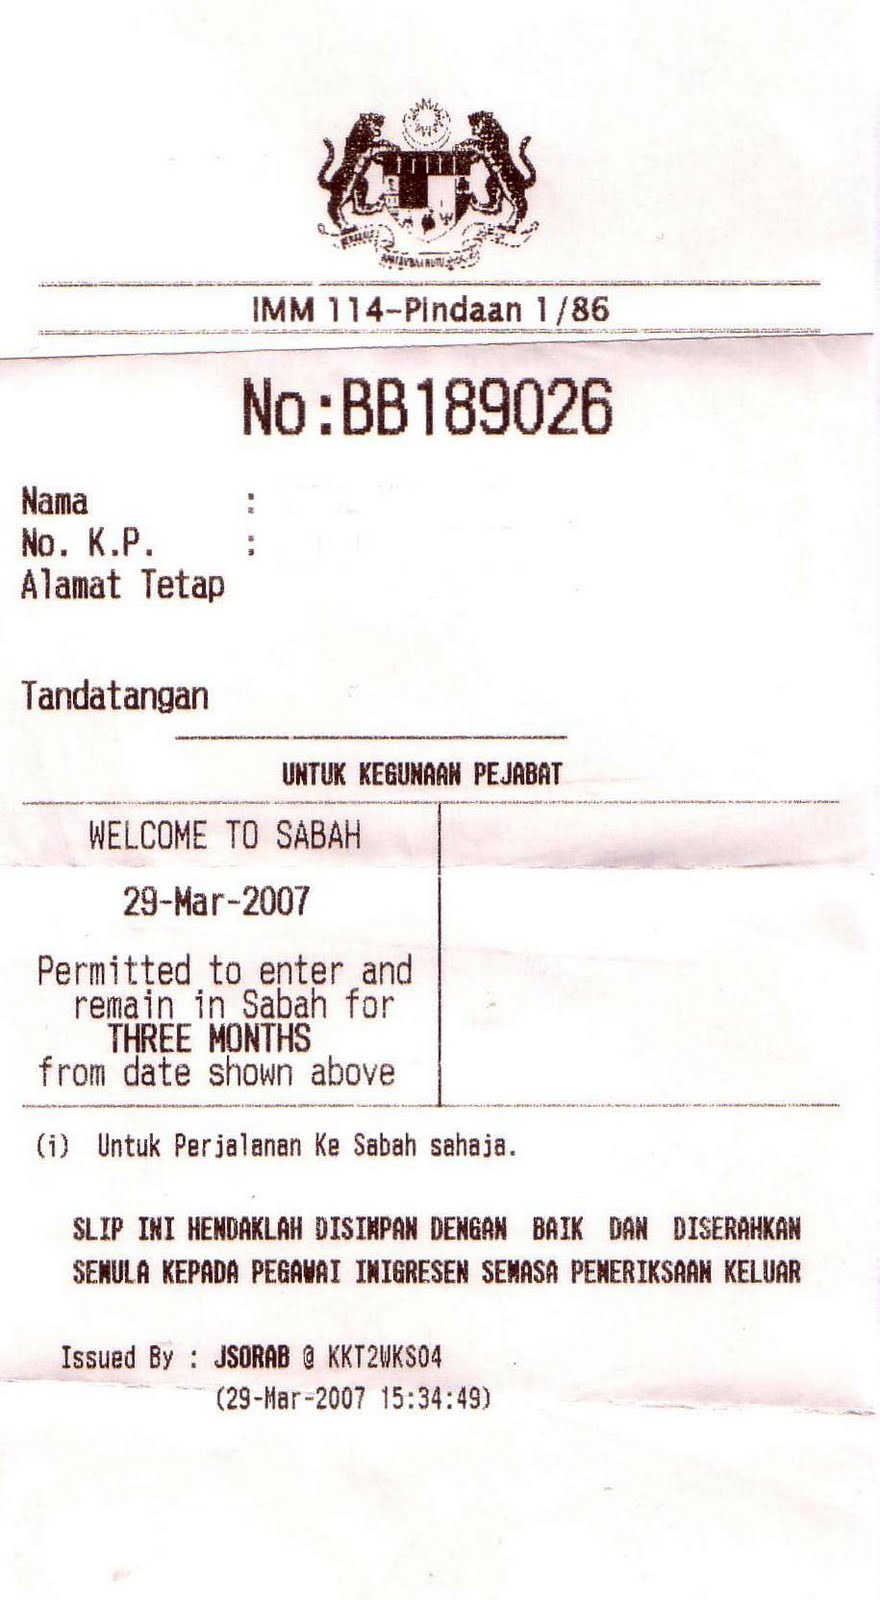 IMM 114-Pindaan 1/86
No:BB189026
Nama :
No. K.P. :
Alamat Tetap
Tandatangan
UNTUK KEGUNAAN PEJABAT
WELCOME TO SABAH
29-Mar-2007
Permitted to enter and
remain in Sabah for
THREE MONTHS
from date shown above
(i) Untuk Perjalanan Ke Sabah sahaja.
SLIP INI HENDAKLAH DISIMPAN DENGAN BAIK DAN DISERAHKAN
SEMULA KEPADA PEGAWAI IMIGRESEN SEMASA PEMERIKSAAN KELUAR
Issued By : JSORAB @ KKT2WKS04
(29-Mar-2007 15:34:49)